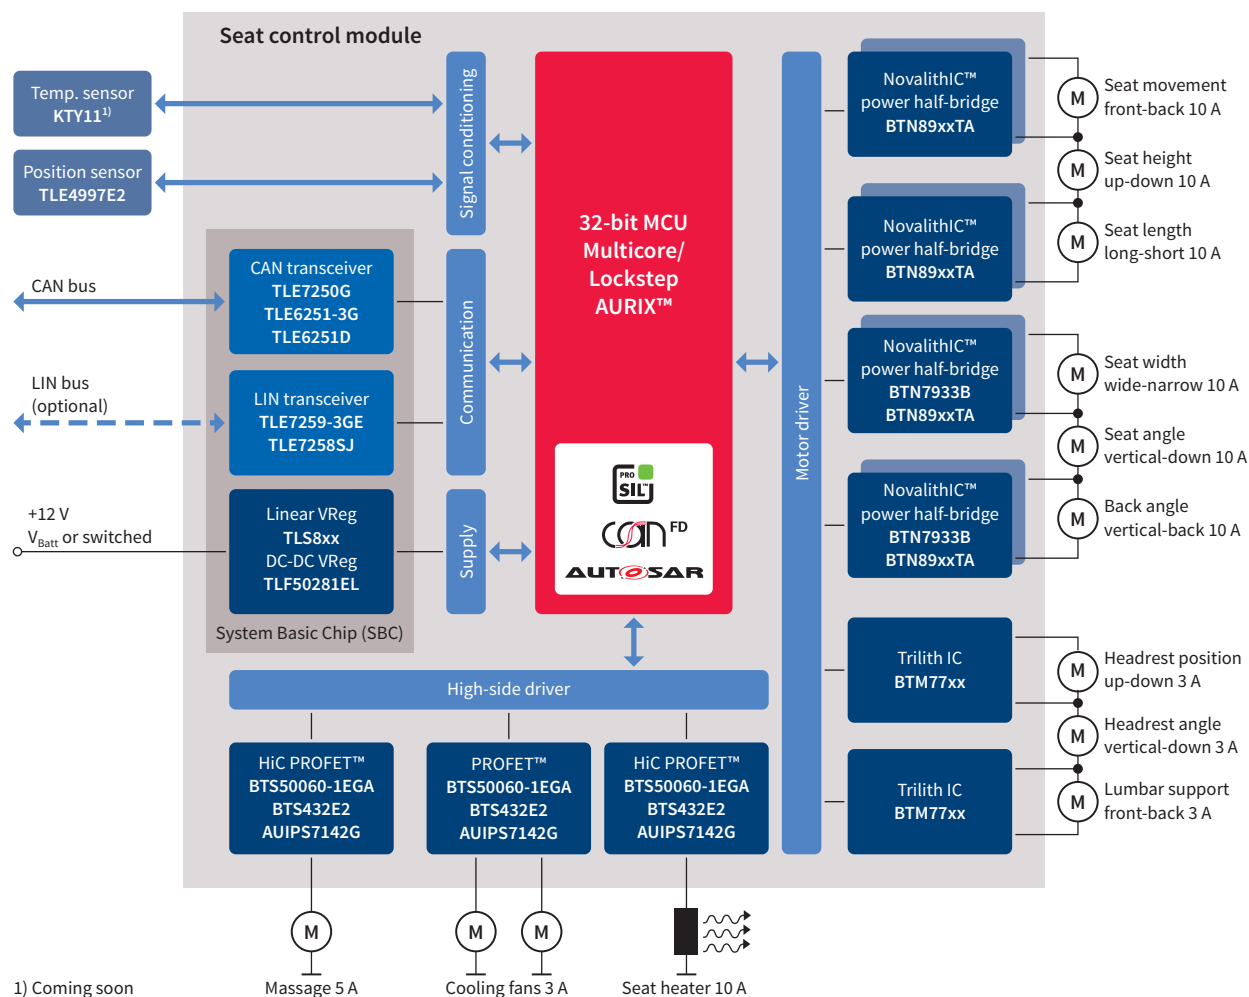 Seat control module
Temp. sensor
KTY11¹⁾
Position sensor
TLE4997E2
Signal conditioning
CAN bus
CAN transceiver
TLE7250G
TLE6251-3G
TLE6251D
LIN bus
(optional)
LIN transceiver
TLE7259-3GE
TLE7258SJ
Communication
+12 V
VBatt or switched
Linear VReg
TLS8xx
DC-DC VReg
TLF50281EL
Supply
System Basic Chip (SBC)
32-bit MCU
Multicore/
Lockstep
AURIX™
PRO
SIL™
CAN FD
AUTOSAR
Motor driver
NovalithIC™
power half-bridge
BTN89xxTA
NovalithIC™
power half-bridge
BTN89xxTA
NovalithIC™
power half-bridge
BTN7933B
BTN89xxTA
NovalithIC™
power half-bridge
BTN7933B
BTN89xxTA
Trilith IC
BTM77xx
Trilith IC
BTM77xx
M
Seat movement
front-back 10 A
M
Seat height
up-down 10 A
M
Seat length
long-short 10 A
M
Seat width
wide-narrow 10 A
M
Seat angle
vertical-down 10 A
M
Back angle
vertical-back 10 A
M
Headrest position
up-down 3 A
M
Headrest angle
vertical-down 3 A
M
Lumbar support
front-back 3 A
High-side driver
HiC PROFET™
BTS50060-1EGA
BTS432E2
AUIPS7142G
PROFET™
BTS50060-1EGA
BTS432E2
AUIPS7142G
HiC PROFET™
BTS50060-1EGA
BTS432E2
AUIPS7142G
M
M
M
Massage 5 A
Cooling fans 3 A
Seat heater 10 A
1) Coming soon